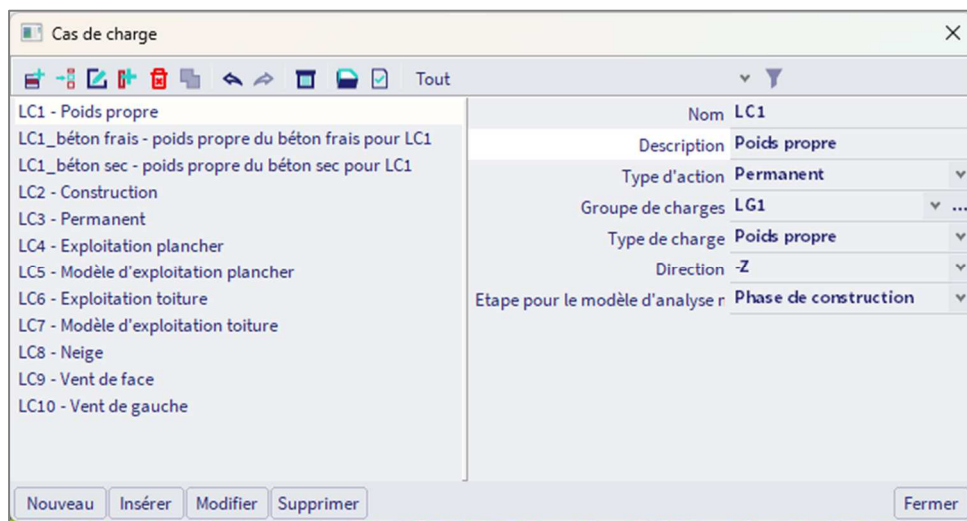 Cas de charge
Tout
LC1 - Poids propre
LC1_béton frais - poids propre du béton frais pour LC1
LC1_béton sec - poids propre du béton sec pour LC1
LC2 - Construction
LC3 - Permanent
LC4 - Exploitation plancher
LC5 - Modèle d'exploitation plancher
LC6 - Exploitation toiture
LC7 - Modèle d'exploitation toiture
LC8 - Neige
LC9 - Vent de face
LC10 - Vent de gauche
Nom LC1
Description Poids propre
Type d'action Permanent
Groupe de charges LG1 ...
Type de charge Poids propre
Direction -Z
Etape pour le modèle d'analyse r Phase de construction
Nouveau Insérer Modifier Supprimer Fermer